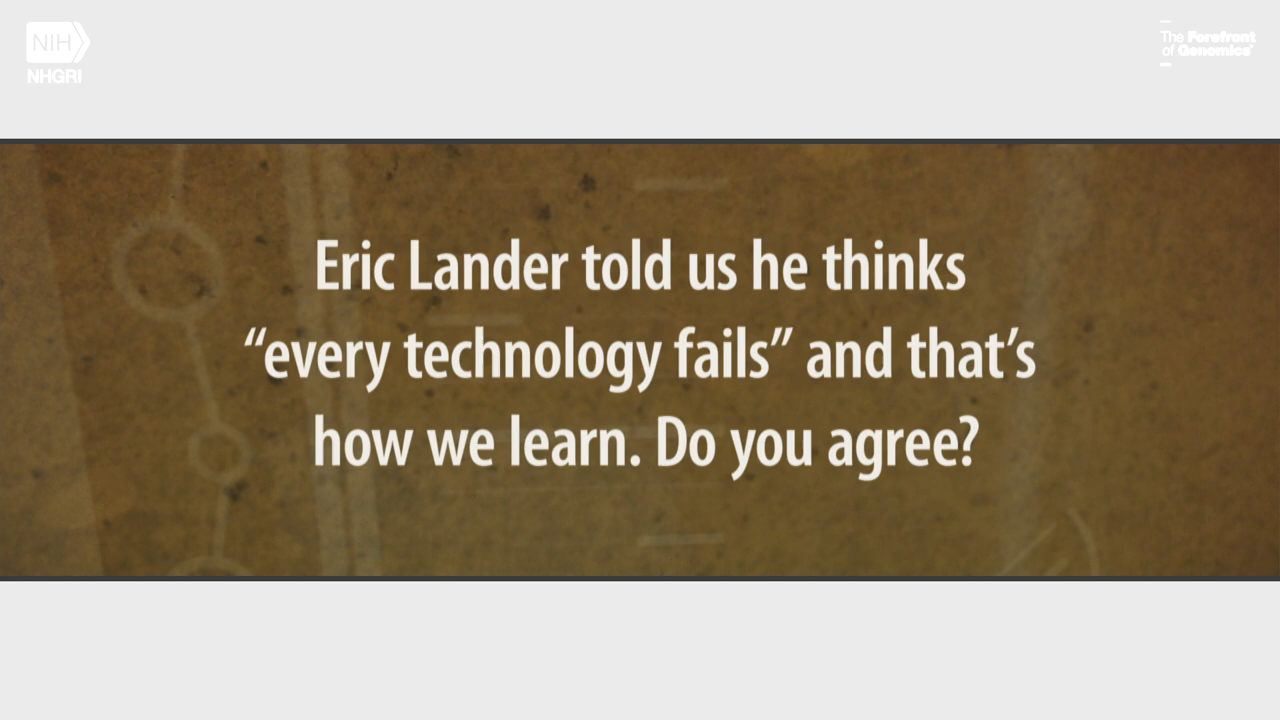 NIH
NHGRI
The Forefront
of Genomics®
Eric Lander told us he thinks
“every technology fails” and that’s
how we learn. Do you agree?